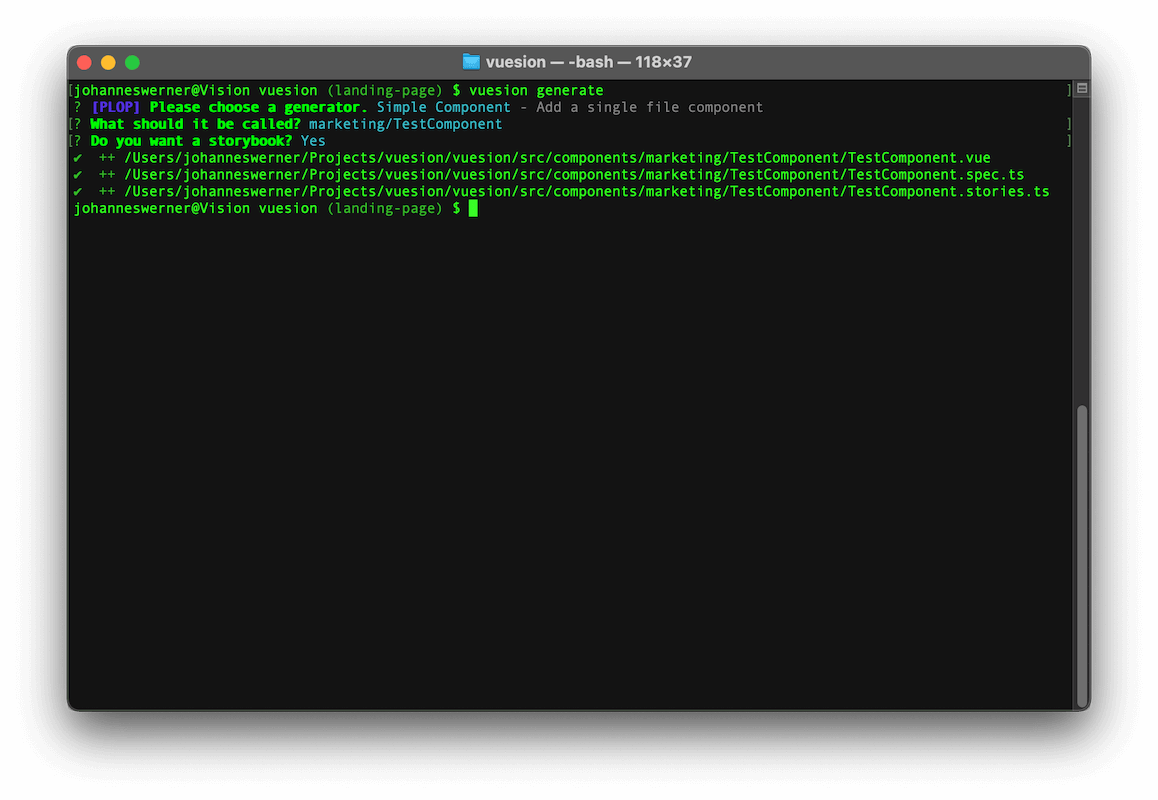 vuesion — -bash — 118×37
[johanneswerner@Vision vuesion (landing-page) $ vuesion generate ]
? [PLOP] Please choose a generator. Simple Component - Add a single file component
[? What should it be called? marketing/TestComponent ]
[? Do you want a storybook? Yes ]
✔ ++ /Users/johanneswerner/Projects/vuesion/vuesion/src/components/marketing/TestComponent/TestComponent.vue
✔ ++ /Users/johanneswerner/Projects/vuesion/vuesion/src/components/marketing/TestComponent/TestComponent.spec.ts
✔ ++ /Users/johanneswerner/Projects/vuesion/vuesion/src/components/marketing/TestComponent/TestComponent.stories.ts
johanneswerner@Vision vuesion (landing-page) $